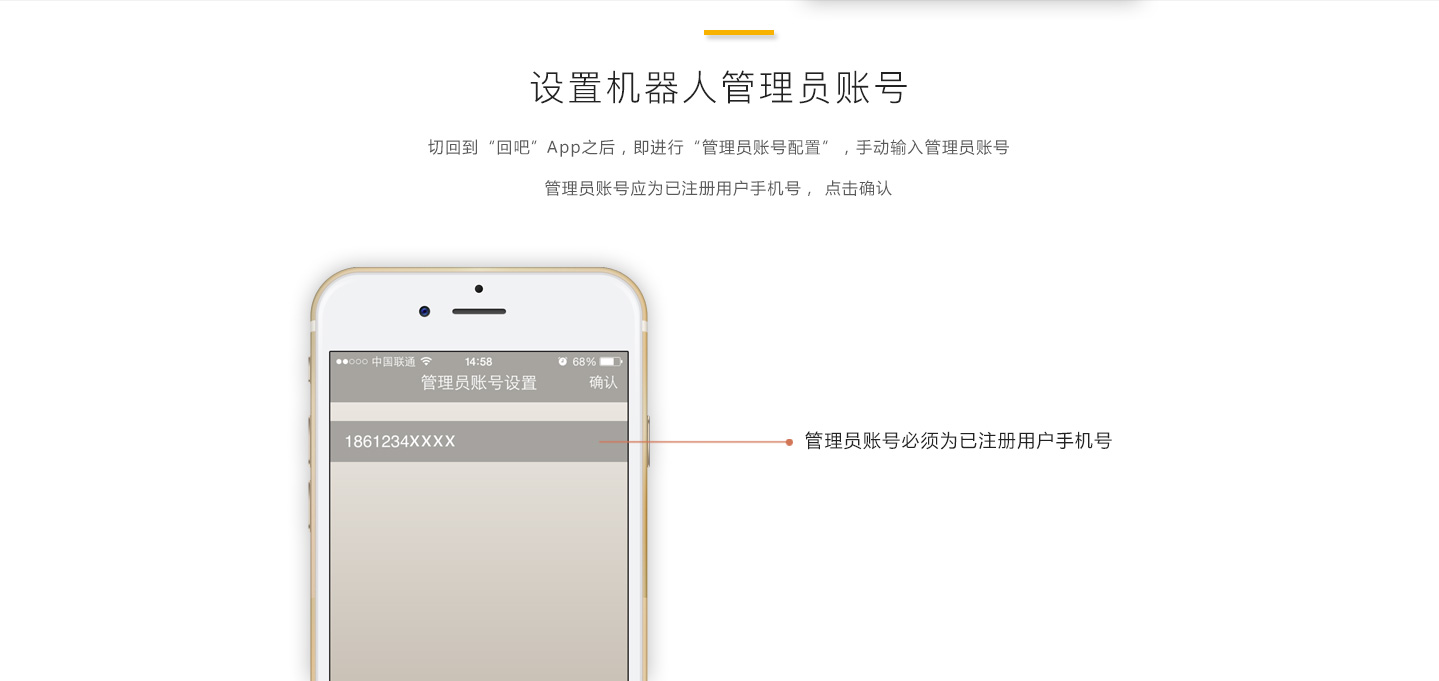 设置机器人管理员账号
切回到“回吧”App之后，即进行“管理员账号配置”，手动输入管理员账号
管理员账号应为已注册用户手机号， 点击确认
中国联通 14:58 68%
管理员账号设置 确认
1861234XXXX
管理员账号必须为已注册用户手机号